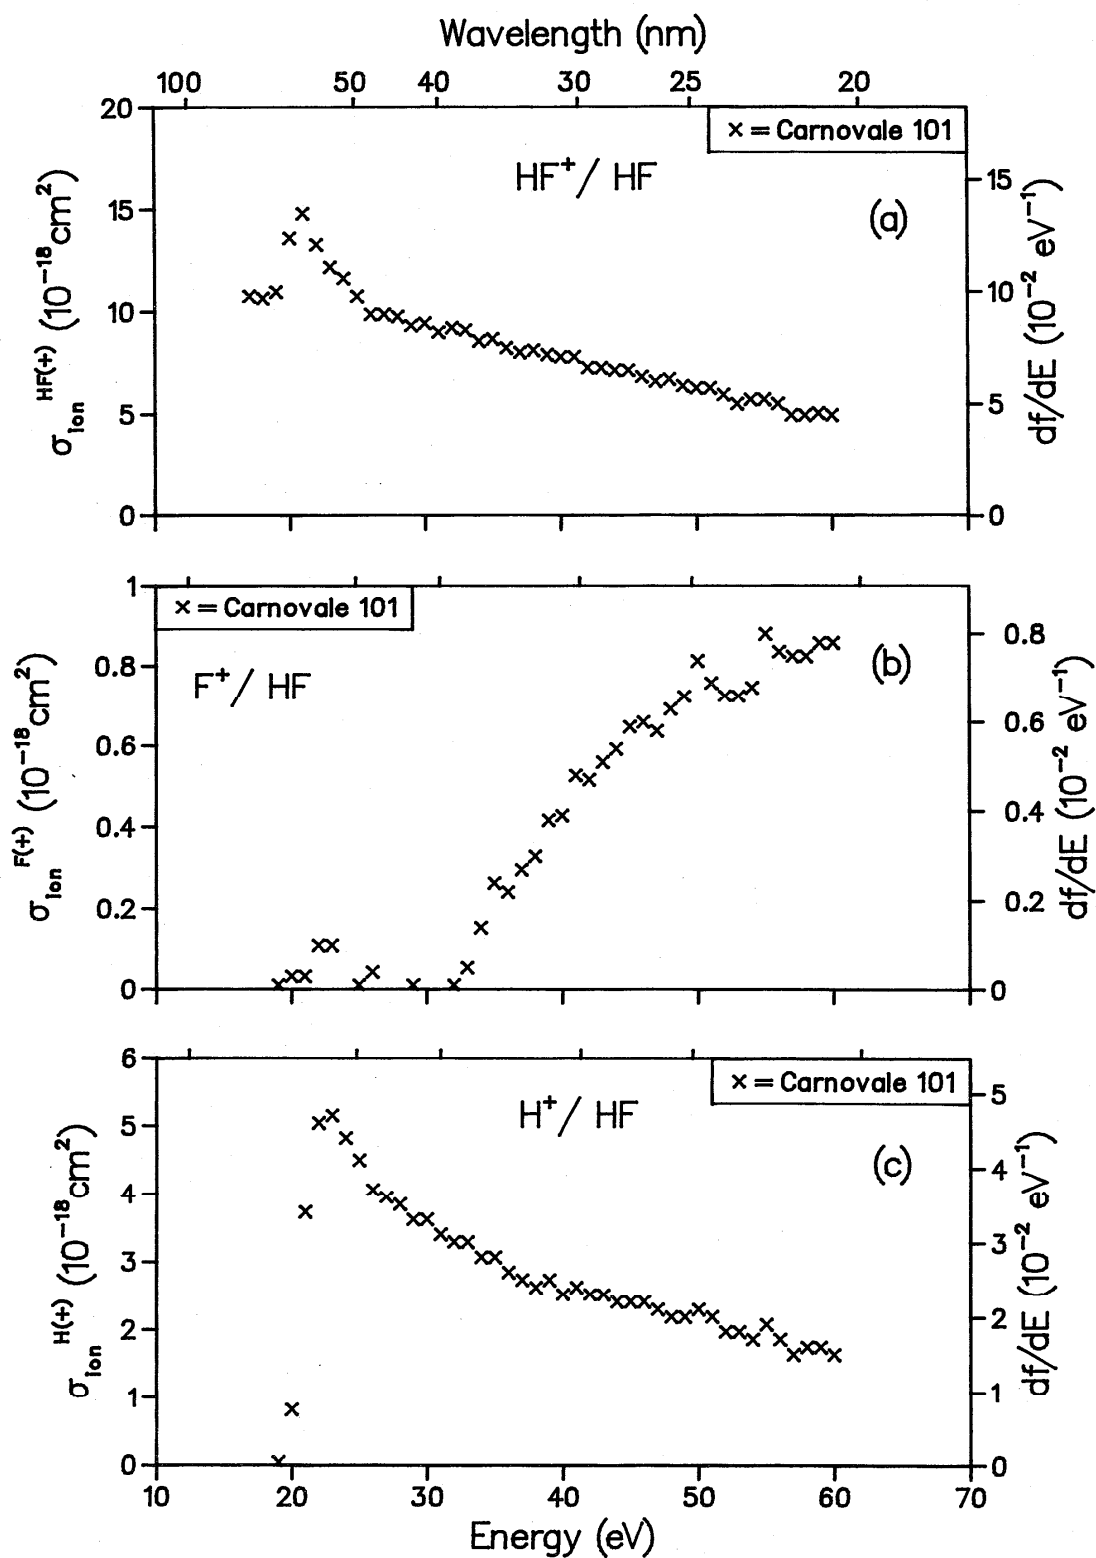 Wavelength (nm)
100 50 40 30 25 20
× = Carnovale 101
HF⁺/ HF
(a)
20
15
10
5
0
σ_ion^HF(+) (10⁻¹⁸cm²)
15
10
5
0
df/dE (10⁻² eV⁻¹)
× = Carnovale 101
F⁺/ HF
(b)
1
0.8
0.6
0.4
0.2
0
σ_ion^F(+) (10⁻¹⁸cm²)
0.8
0.6
0.4
0.2
0
df/dE (10⁻² eV⁻¹)
× = Carnovale 101
H⁺/ HF
(c)
6
5
4
3
2
1
0
σ_ion^H(+) (10⁻¹⁸cm²)
5
4
3
2
1
0
df/dE (10⁻² eV⁻¹)
10 20 30 40 50 60 70
Energy (eV)